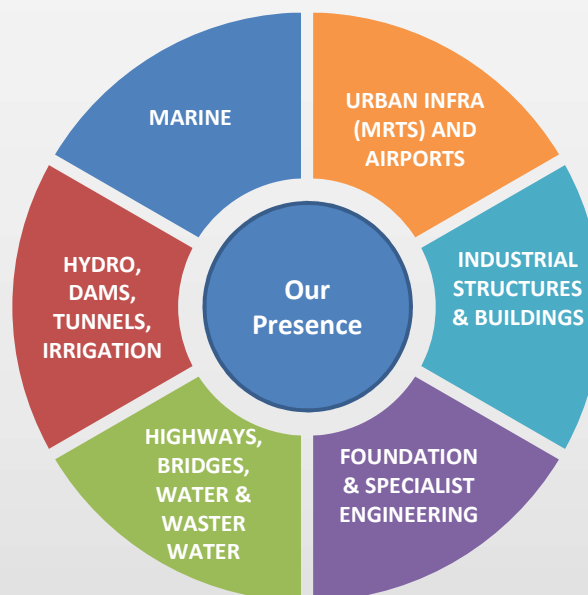 MARINE
URBAN INFRA
(MRTS) AND
AIRPORTS
INDUSTRIAL
STRUCTURES
& BUILDINGS
FOUNDATION
& SPECIALIST
ENGINEERING
HIGHWAYS,
BRIDGES,
WATER &
WASTER
WATER
HYDRO,
DAMS,
TUNNELS,
IRRIGATION
Our
Presence